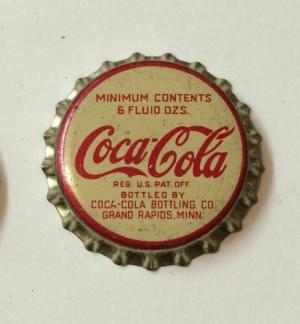 MINIMUM CONTENTS
6 FLUID OZS.
Coca-Cola
REG. U.S. PAT. OFF.
BOTTLED BY
COCA-COLA BOTTLING CO.
GRAND RAPIDS, MINN.